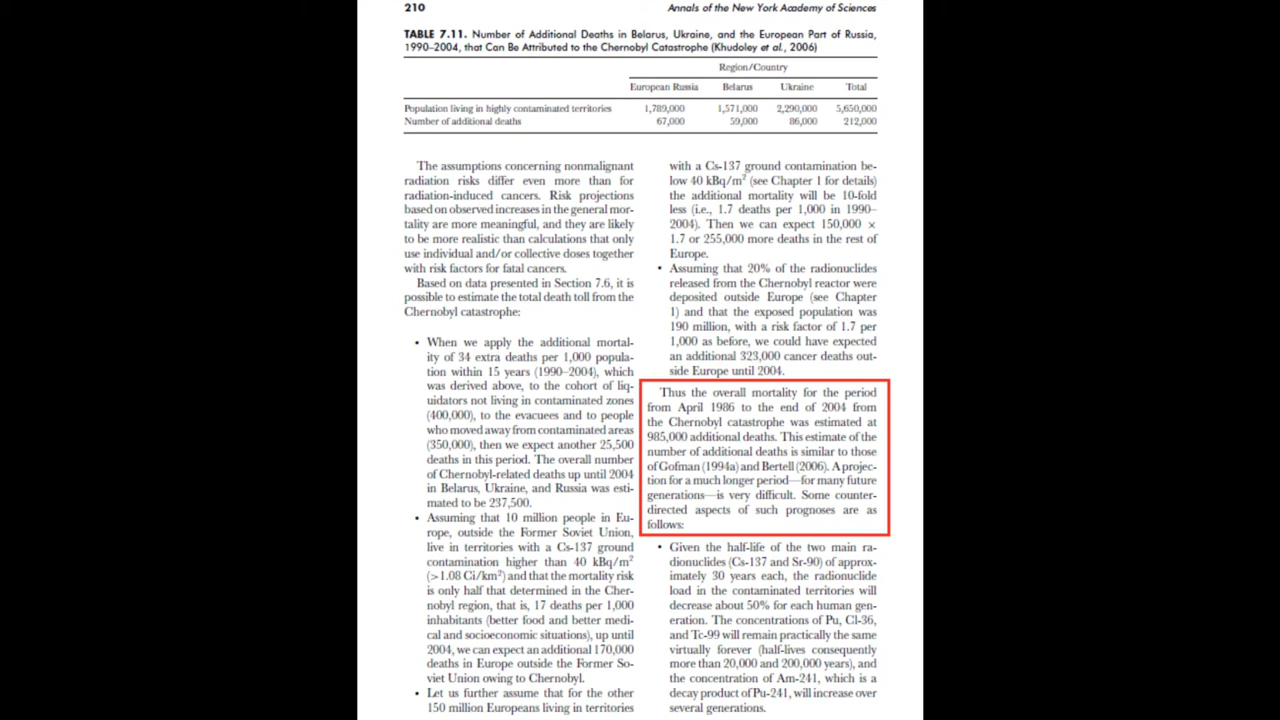 210
Annals of the New York Academy of Sciences
TABLE 7.11. Number of Additional Deaths in Belarus, Ukraine, and the European Part of Russia,
1990–2004, that Can Be Attributed to the Chernobyl Catastrophe (Khudoley et al., 2006)
Region/Country
European Russia Belarus Ukraine Total
Population living in highly contaminated territories 1,789,000 1,571,000 2,290,000 5,650,000
Number of additional deaths 67,000 59,000 86,000 212,000
The assumptions concerning nonmalignant
radiation risks differ even more than for
radiation-induced cancers. Risk projections
based on observed increases in the general mor-
tality are more meaningful, and they are likely
to be more realistic than calculations that only
use individual and/or collective doses together
with risk factors for fatal cancers.
Based on data presented in Section 7.6, it is
possible to estimate the total death toll from the
Chernobyl catastrophe:
• When we apply the additional mortal-
ity of 34 extra deaths per 1,000 popula-
tion within 15 years (1990–2004), which
was derived above, to the cohort of liq-
uidators not living in contaminated zones
(400,000), to the evacuees and to people
who moved away from contaminated areas
(350,000), then we expect another 25,500
deaths in this period. The overall number
of Chernobyl-related deaths up until 2004
in Belarus, Ukraine, and Russia was esti-
mated to be 237,500.
• Assuming that 10 million people in Eu-
rope, outside the Former Soviet Union,
live in territories with a Cs-137 ground
contamination higher than 40 kBq/m²
(>1.08 Ci/km²) and that the mortality risk
is only half that determined in the Cher-
nobyl region, that is, 17 deaths per 1,000
inhabitants (better food and better medi-
cal and socioeconomic situations), up until
2004, we can expect an additional 170,000
deaths in Europe outside the Former So-
viet Union owing to Chernobyl.
• Let us further assume that for the other
150 million Europeans living in territories
with a Cs-137 ground contamination be-
low 40 kBq/m² (see Chapter 1 for details)
the additional mortality will be 10-fold
less (i.e., 1.7 deaths per 1,000 in 1990–
2004). Then we can expect 150,000 ×
1.7 or 255,000 more deaths in the rest of
Europe.
• Assuming that 20% of the radionuclides
released from the Chernobyl reactor were
deposited outside Europe (see Chapter
1) and that the exposed population was
190 million, with a risk factor of 1.7 per
1,000 as before, we could have expected
an additional 323,000 cancer deaths out-
side Europe until 2004.
Thus the overall mortality for the period
from April 1986 to the end of 2004 from
the Chernobyl catastrophe was estimated at
985,000 additional deaths. This estimate of the
number of additional deaths is similar to those
of Gofman (1994a) and Bertell (2006). A projec-
tion for a much longer period—for many future
generations—is very difficult. Some counter-
directed aspects of such prognoses are as
follows:
• Given the half-life of the two main ra-
dionuclides (Cs-137 and Sr-90) of approx-
imately 30 years each, the radionuclide
load in the contaminated territories will
decrease about 50% for each human gen-
eration. The concentrations of Pu, Cl-36,
and Tc-99 will remain practically the same
virtually forever (half-lives consequently
more than 20,000 and 200,000 years), and
the concentration of Am-241, which is a
decay product of Pu-241, will increase over
several generations.